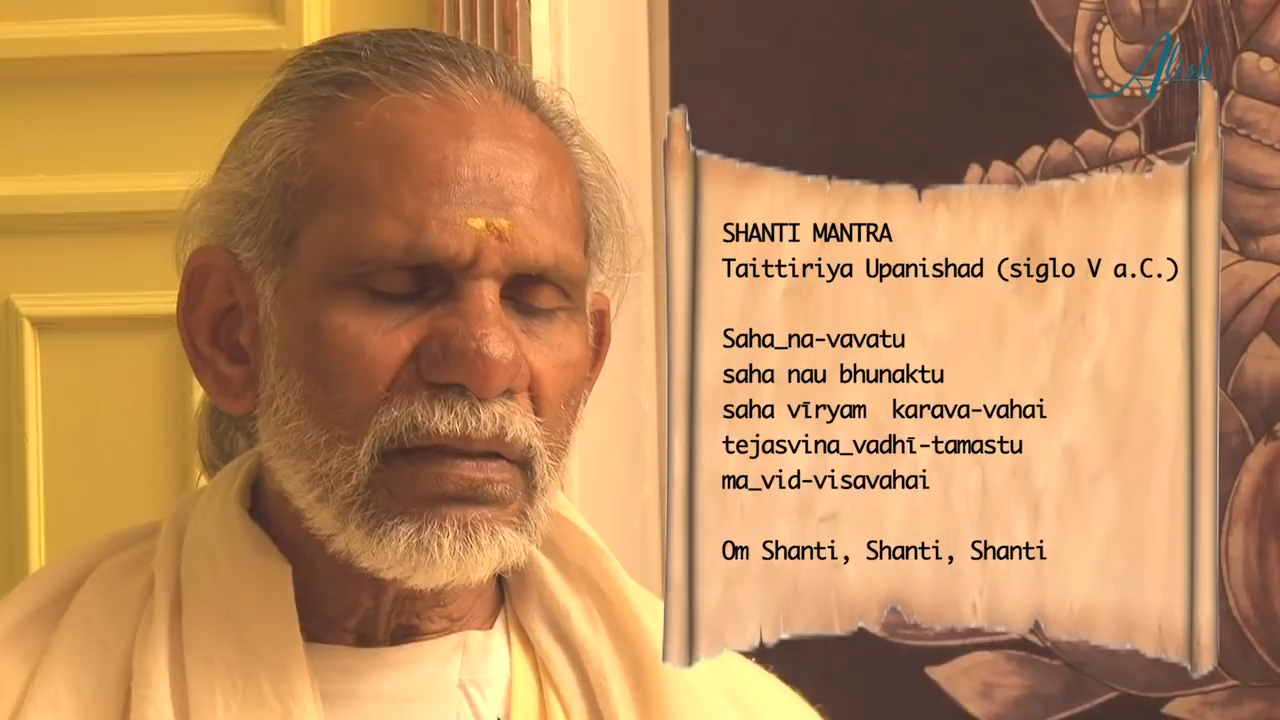 Alish
SHANTI MANTRA
Taittiriya Upanishad (siglo V a.C.)
Saha_na-vavatu
saha nau bhunaktu
saha vīryam karava-vahai
tejasvina_vadhī-tamastu
ma_vid-visavahai
Om Shanti, Shanti, Shanti